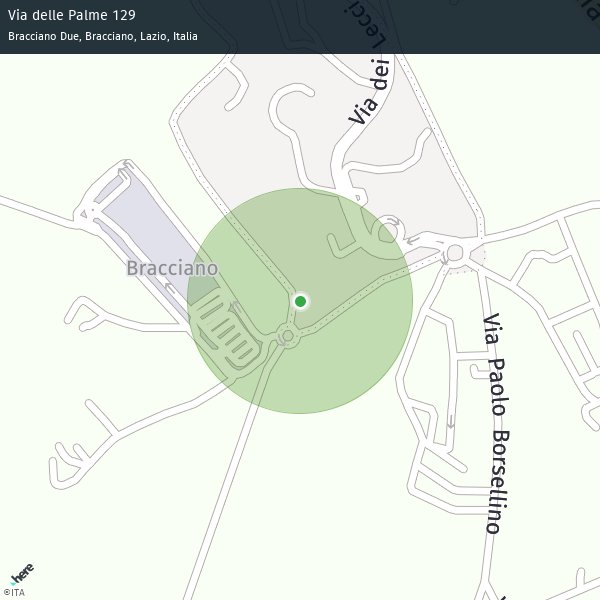 Via delle Palme 129
Bracciano Due, Bracciano, Lazio, Italia
Via dei Lecci
Bracciano
Via Paolo Borsellino
here
©ITA